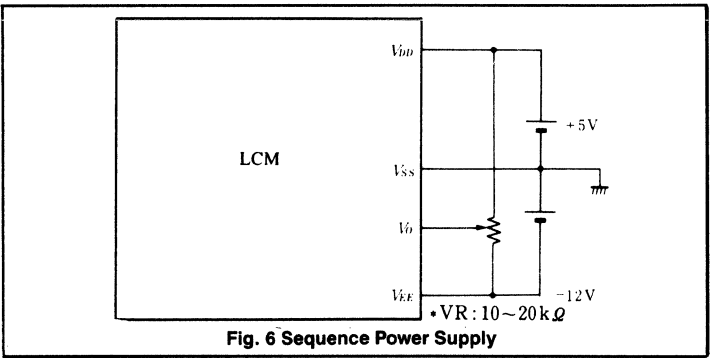 VDD
+5V
LCM
VSS
VO
VEE
-12V
*VR:10~20kΩ
Fig. 6 Sequence Power Supply